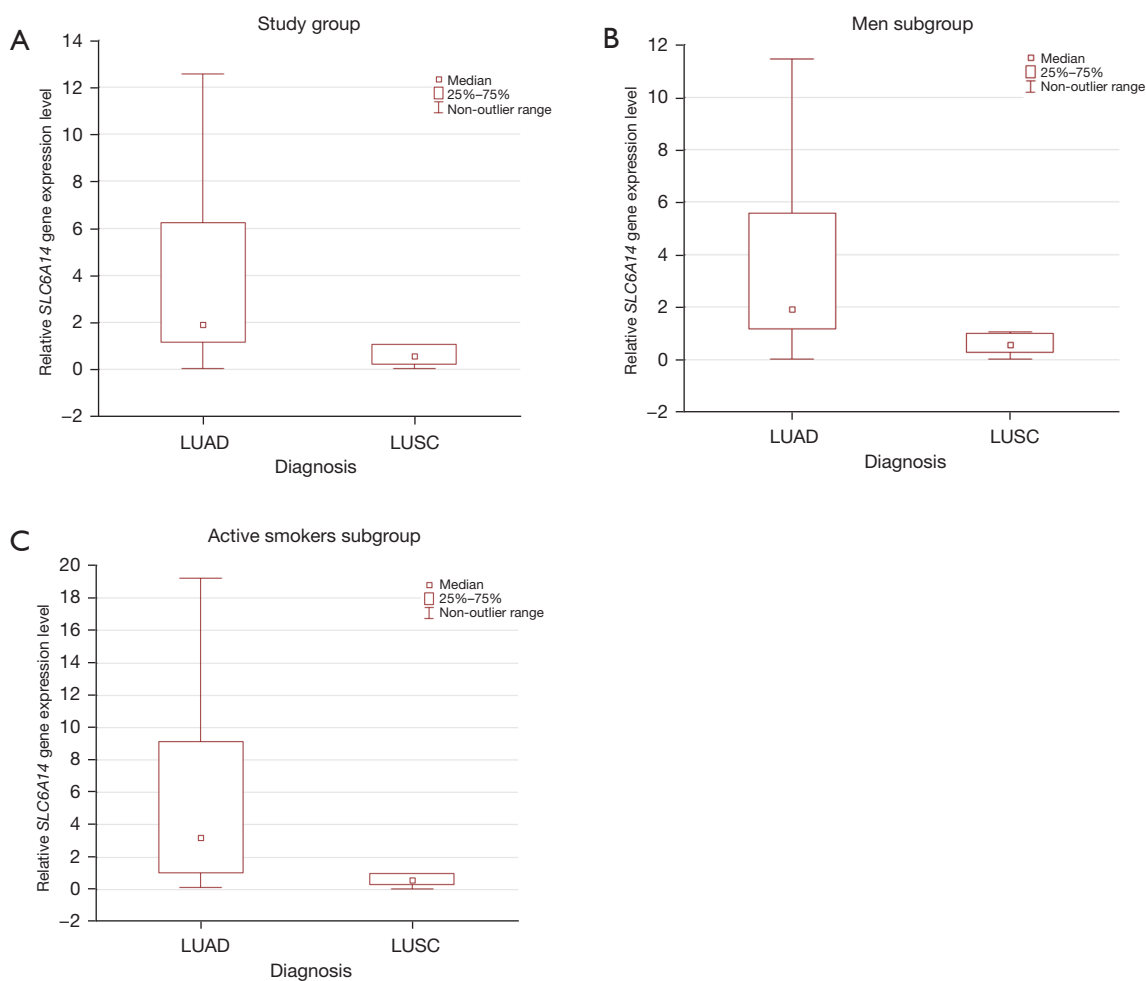 A
Study group
Relative SLC6A14 gene expression level
14
12
10
8
6
4
2
0
−2
Median
25%–75%
Non-outlier range
LUAD
LUSC
Diagnosis
B
Men subgroup
Relative SLC6A14 gene expression level
12
10
8
6
4
2
0
−2
Median
25%–75%
Non-outlier range
LUAD
LUSC
Diagnosis
C
Active smokers subgroup
Relative SLC6A14 gene expression level
20
18
16
14
12
10
8
6
4
2
0
−2
Median
25%–75%
Non-outlier range
LUAD
LUSC
Diagnosis